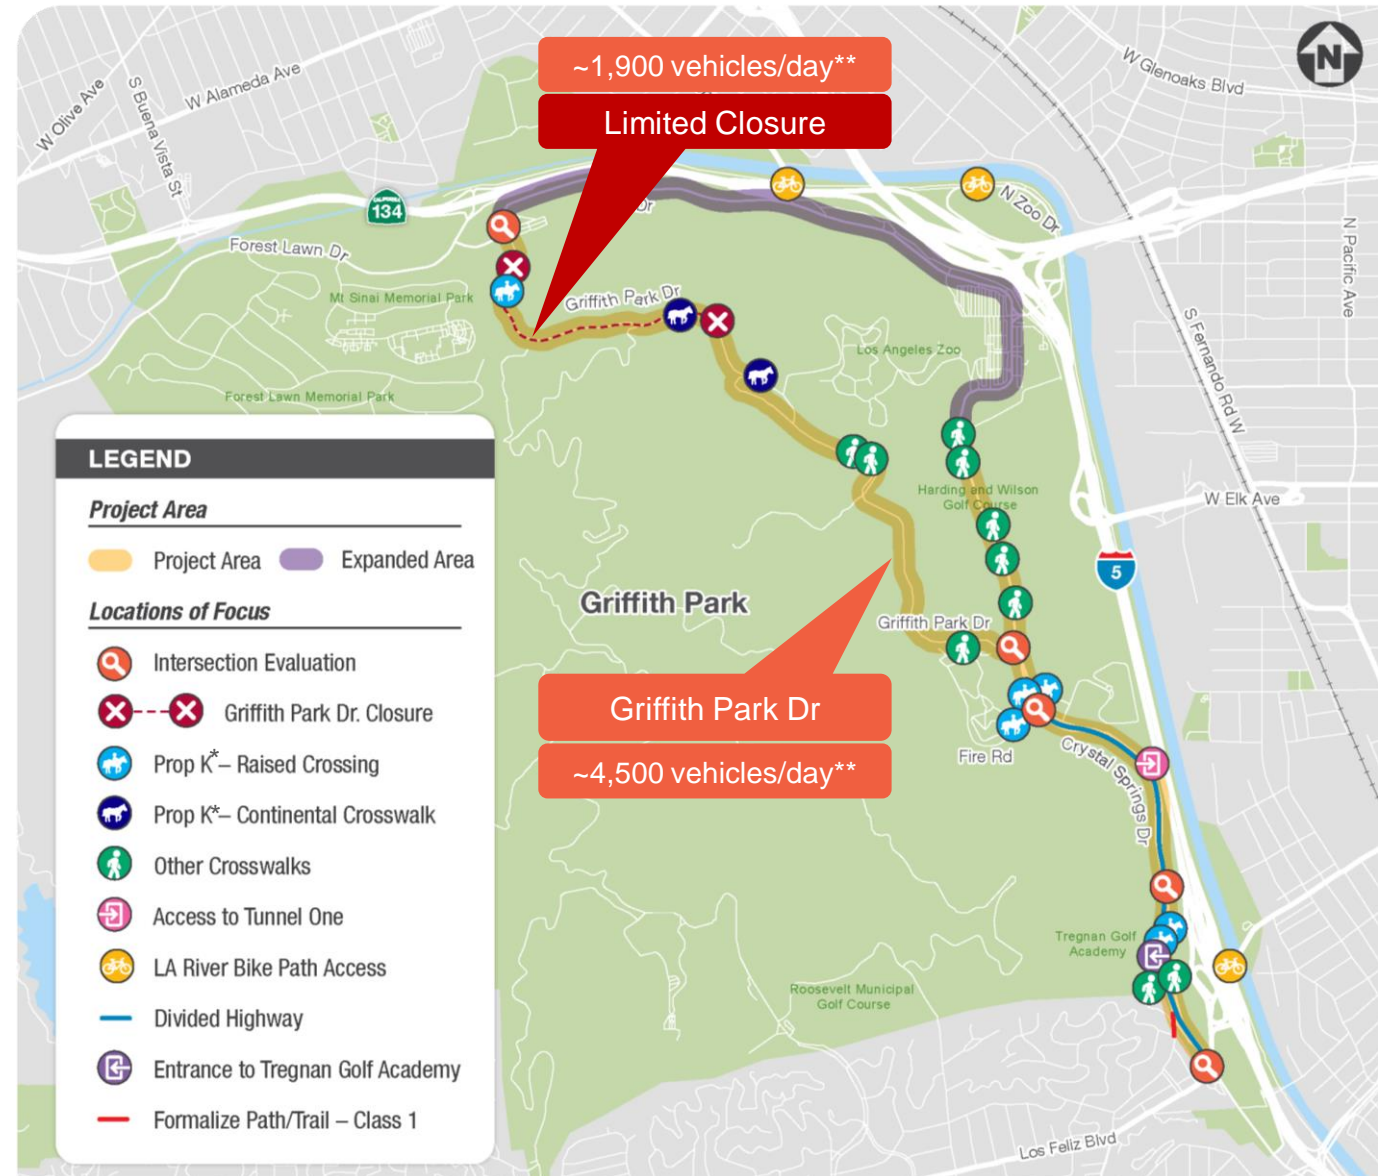 ~1,900 vehicles/day**
Limited Closure
N
W Glenoaks Blvd
W Olive Ave
S Buena Vista St
W Alameda Ave
CALIFORNIA
134
Dr
N Zoo Dr
N Pacific Ave
Forest Lawn Dr
Mt Sinai Memorial Park
Griffith Park Dr
Los Angeles Zoo
S Fernando Rd W
Forest Lawn Memorial Park
Harding and Wilson
Golf Course
W Elk Ave
5
Griffith Park
Griffith Park Dr
Griffith Park Dr
~4,500 vehicles/day**
Fire Rd
Crystal Springs Dr
Tregnan Golf
Academy
Roosevelt Municipal
Golf Course
Los Feliz Blvd
LEGEND
Project Area
Project Area
Expanded Area
Locations of Focus
Intersection Evaluation
Griffith Park Dr. Closure
Prop K*– Raised Crossing
Prop K*– Continental Crosswalk
Other Crosswalks
Access to Tunnel One
LA River Bike Path Access
Divided Highway
Entrance to Tregnan Golf Academy
Formalize Path/Trail – Class 1